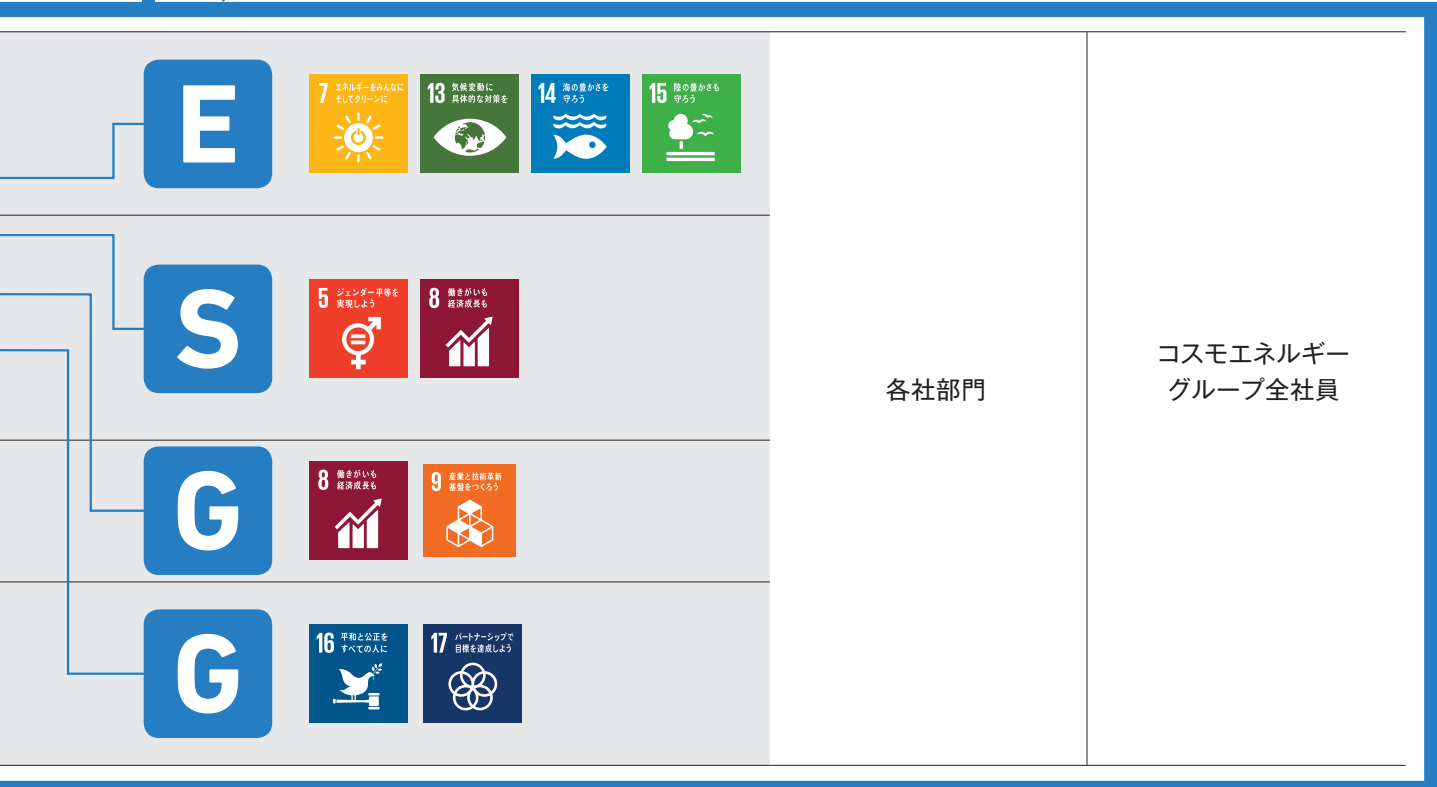 E
7 エネルギーをみんなに
そしてクリーンに
13 気候変動に
具体的な対策を
14 海の豊かさを
守ろう
15 陸の豊かさも
守ろう
S
5 ジェンダー平等を
実現しよう
8 働きがいも
経済成長も
G
8 働きがいも
経済成長も
9 産業と技術革新
基盤をつくろう
G
16 平和と公正を
すべての人に
17 パートナーシップで
目標を達成しよう
各社部門
コスモエネルギー
グループ全社員